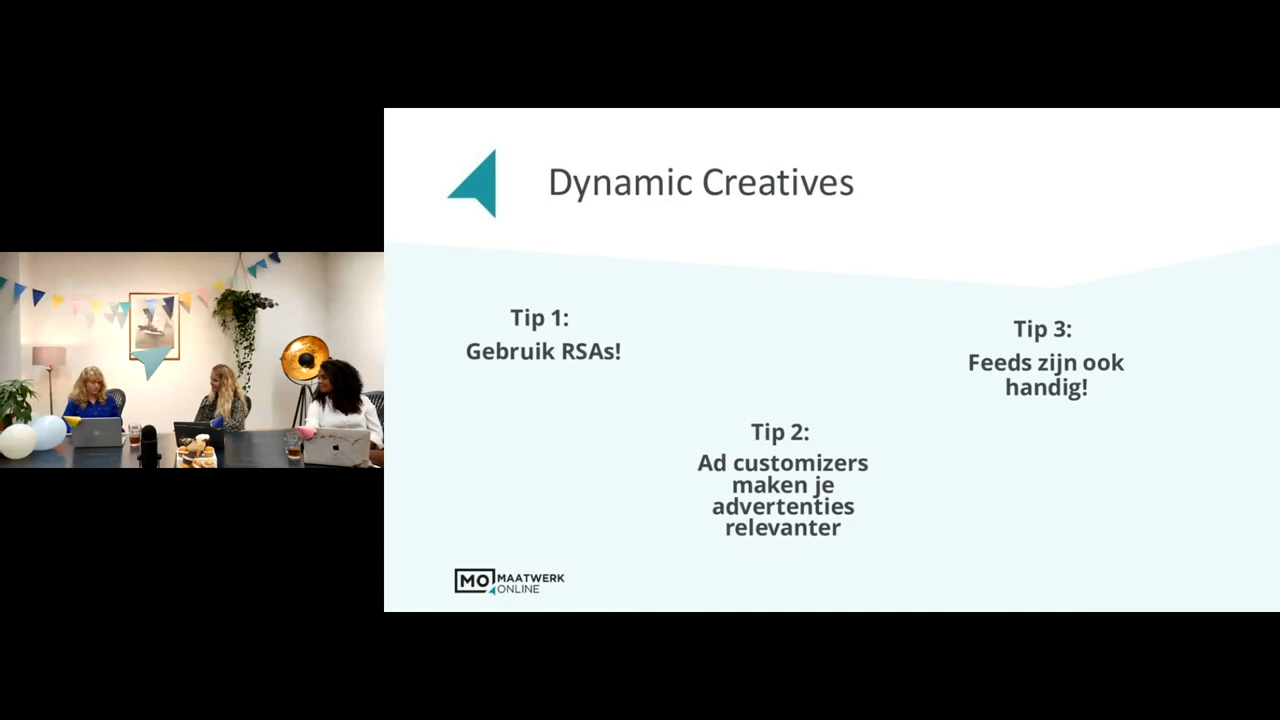 Dynamic Creatives
Tip 1:
Gebruik RSAs!
Tip 2:
Ad customizers
maken je
advertenties
relevanter
Tip 3:
Feeds zijn ook
handig!
MO MAATWERK
ONLINE